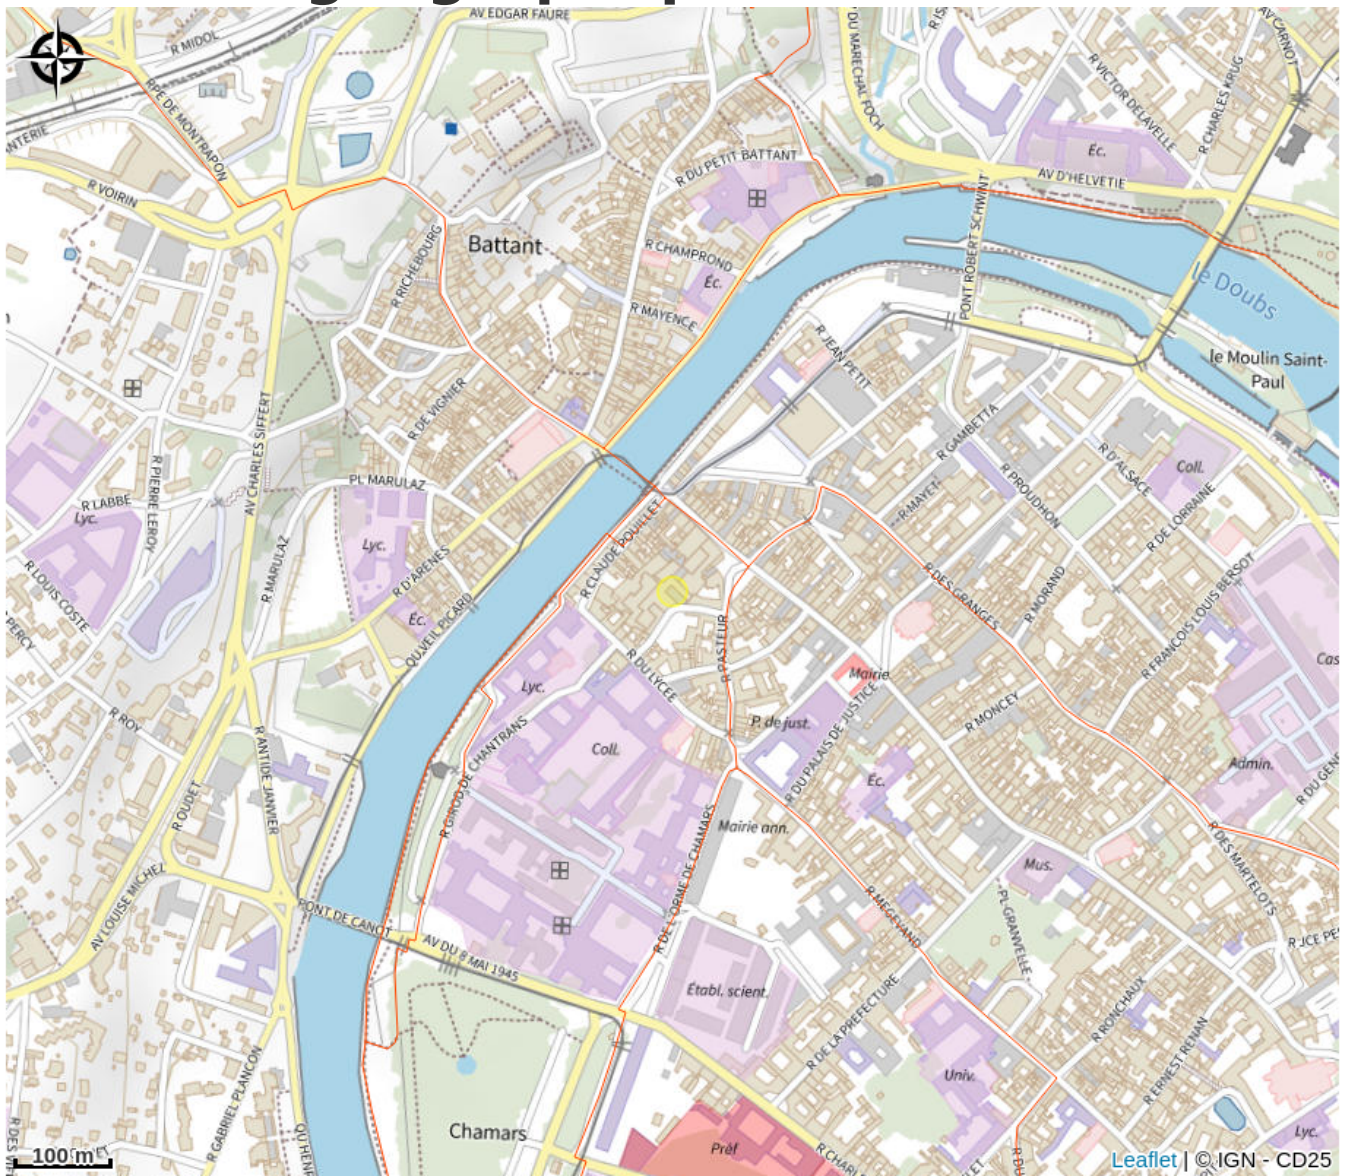 AV EDGAR FAURE
R MIDOL
AV CARNOT
DU MARECHAL FOCH
R VICTOR DELAVELLE
R CHARLES KRUG
RPE DE MONTRAPON
R DU PETIT BATTANT
Éc.
AV D'HELVETIE
R VOIRIN
PONT ROBERT SCHWINT
Battant
R CHAMPROND
R RICHEBOURG
Éc.
le Doubs
R MAYENCE
R JEAN PETIT
le Moulin Saint-
Paul
AV CHARLES SIFFERT
R DE VIGNIER
R GAMBETTA
R D'ALSACE
Coll.
R PROUDHON
PL MARULAZ
R MAYET
R PIERRE LEROY
R LABBE
Lyc.
R DE LORRAINE
R CLAUDE POUILLET
Lyc.
R MARULAZ
R D'ARENES
R LOUIS COSTE
R DES GRANGES
R MORAND
R FRANCOIS LOUIS BERSOT
PERCY
Éc.
QU VEIL PICARD
R PASTEUR
R DU LYCEE
Cas
Mairie
Lyc.
R ROY
P. de just.
R MONCEY
R DU PALAIS DE JUSTICE
Coll.
R ANTIDE JANVIER
R GIROD DE CHANTRANS
Éc.
Admin.
R DU GENE
R OUDET
Mairie ann.
R DE L'ORME DE CHAMARS
R DES MARTELOTS
Mus.
AV LOUISE MICHEL
PONT DE CANOT
R MEGEVAND
PL GRANVELLE
AV DU 8 MAI 1945
Établ. scient.
R DE LA PREFECTURE
R RONCHAUX
R ERNEST RENAN
Univ.
R GABRIEL PLANCON
Chamars
Préf
Lyc.
100 m
Leaflet | © IGN - CD25